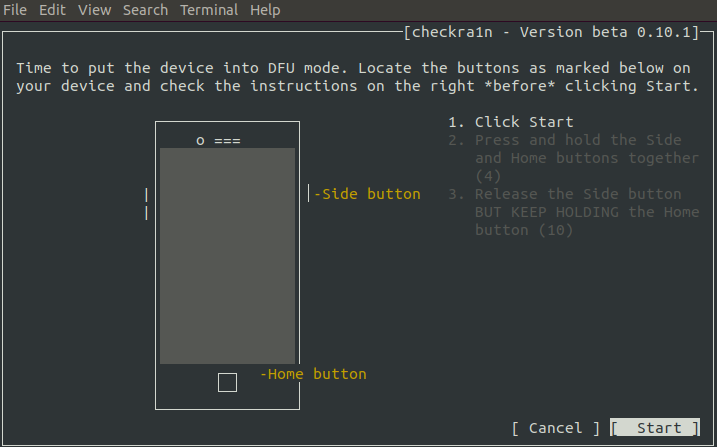 File Edit View Search Terminal Help
[checkra1n - Version beta 0.10.1]
Time to put the device into DFU mode. Locate the buttons as marked below on
your device and check the instructions on the right *before* clicking Start.
1. Click Start
o ===
2. Press and hold the Side
and Home buttons together
(4)
-Side button
3. Release the Side button
BUT KEEP HOLDING the Home
button (10)
-Home button
[ Cancel ] [ Start ]